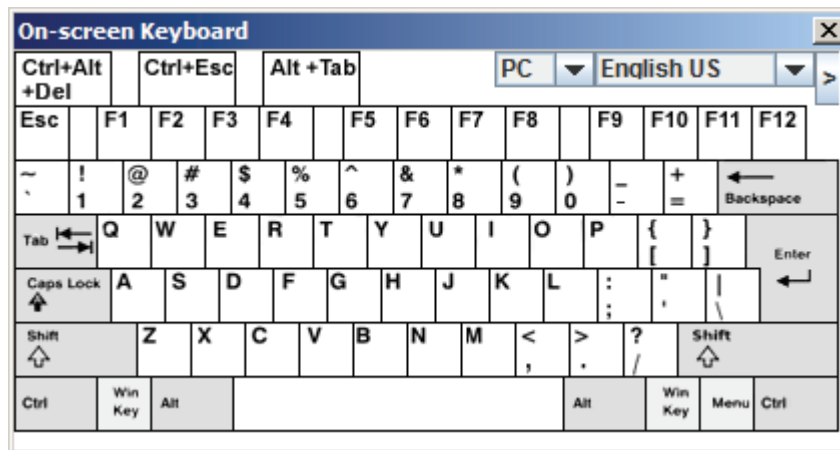 On-screen Keyboard
Ctrl+Alt +Del Ctrl+Esc Alt +Tab PC English US >
Esc F1 F2 F3 F4 F5 F6 F7 F8 F9 F10 F11 F12
~ ! @ # $ % ^ & * ( ) _ +
` 1 2 3 4 5 6 7 8 9 0 - = Backspace
Tab Q W E R T Y U I O P { }
[ ] Enter
Caps Lock A S D F G H J K L : " |
; ' \
Shift Z X C V B N M < > ? Shift
, . /
Ctrl Win Key Alt Alt Win Key Menu Ctrl